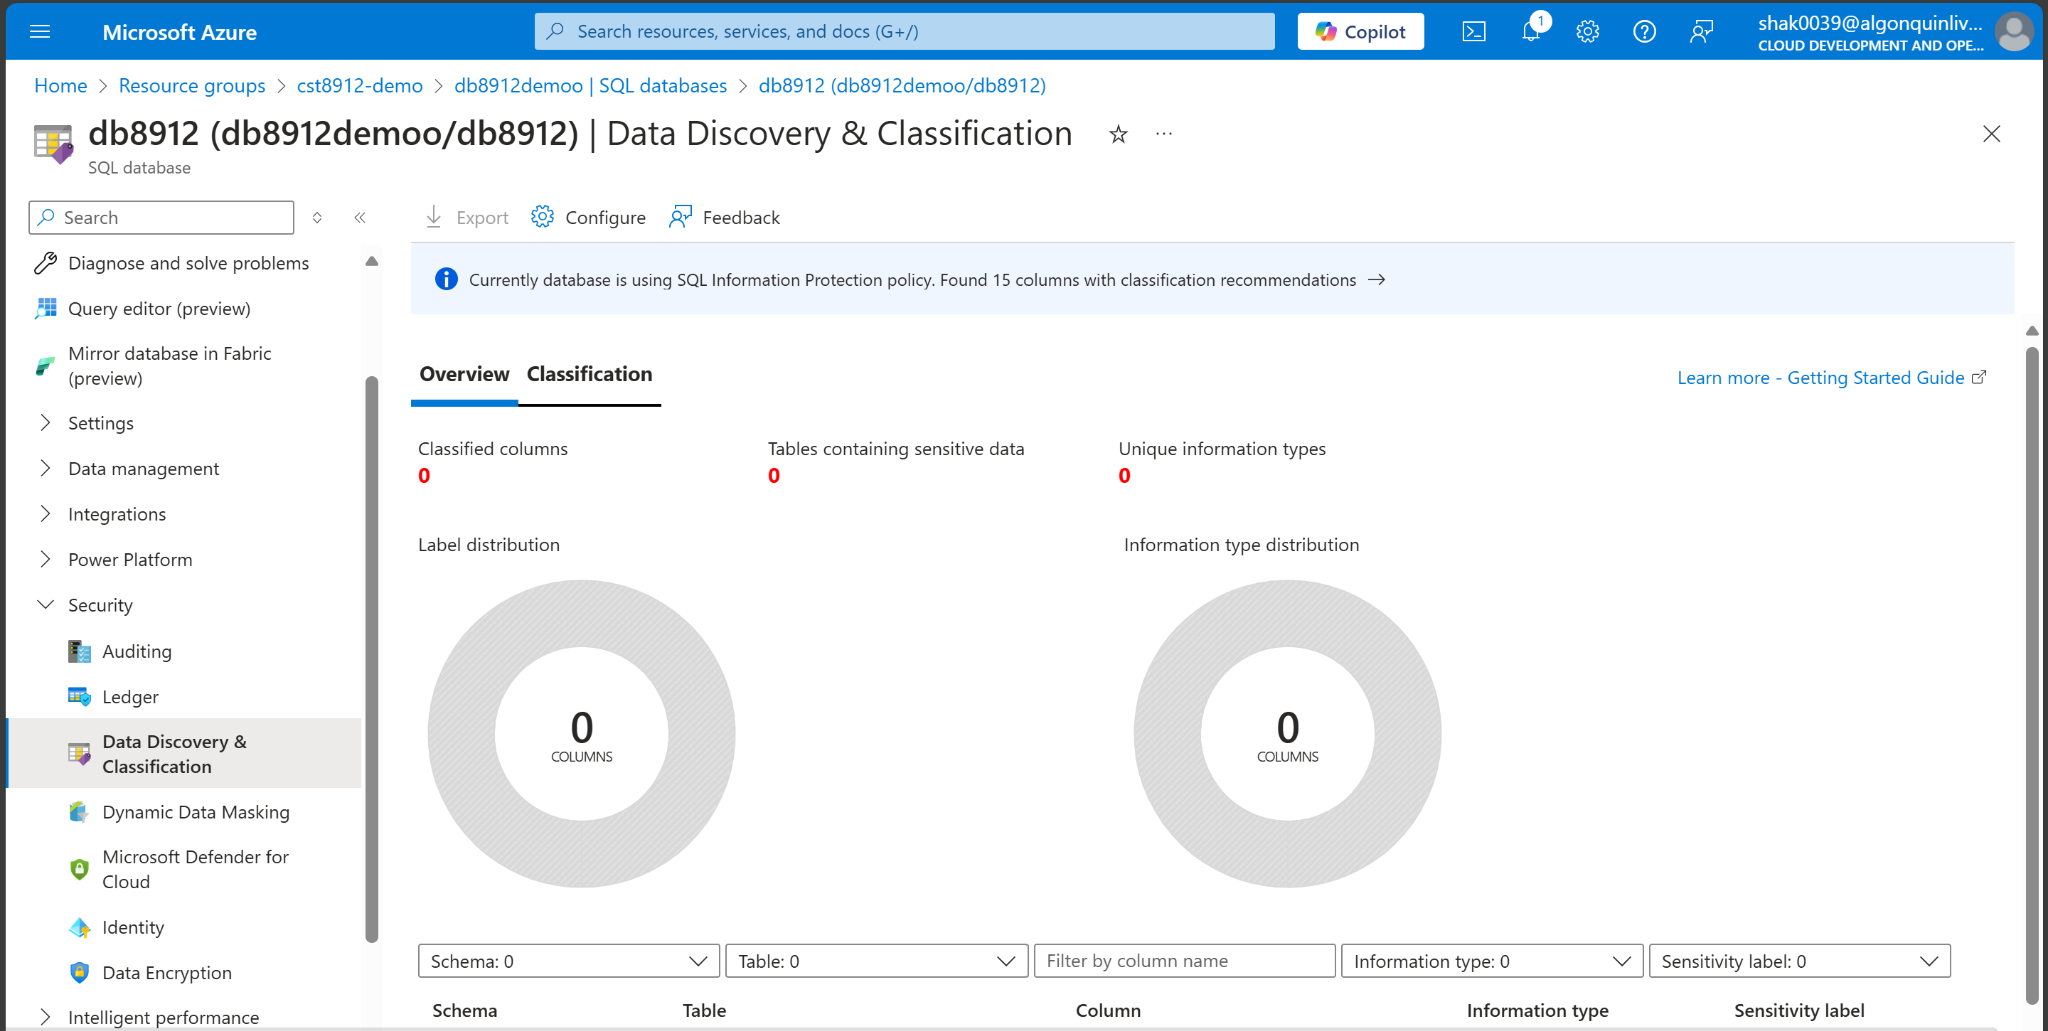 Microsoft Azure
Search resources, services, and docs (G+/)
Copilot
1
shak0039@algonquinliv...
CLOUD DEVELOPMENT AND OPE...
Home > Resource groups > cst8912-demo > db8912demoo | SQL databases > db8912 (db8912demoo/db8912)
db8912 (db8912demoo/db8912) | Data Discovery & Classification
SQL database
Search
Export
Configure
Feedback
Diagnose and solve problems
Query editor (preview)
Mirror database in Fabric
(preview)
Settings
Data management
Integrations
Power Platform
Security
Auditing
Ledger
Data Discovery &
Classification
Dynamic Data Masking
Microsoft Defender for
Cloud
Identity
Data Encryption
Intelligent performance
Currently database is using SQL Information Protection policy. Found 15 columns with classification recommendations →
Overview Classification
Learn more - Getting Started Guide
Classified columns
0
Tables containing sensitive data
0
Unique information types
0
Label distribution
0
COLUMNS
Information type distribution
0
COLUMNS
Schema: 0
Table: 0
Filter by column name
Information type: 0
Sensitivity label: 0
Schema Table Column Information type Sensitivity label